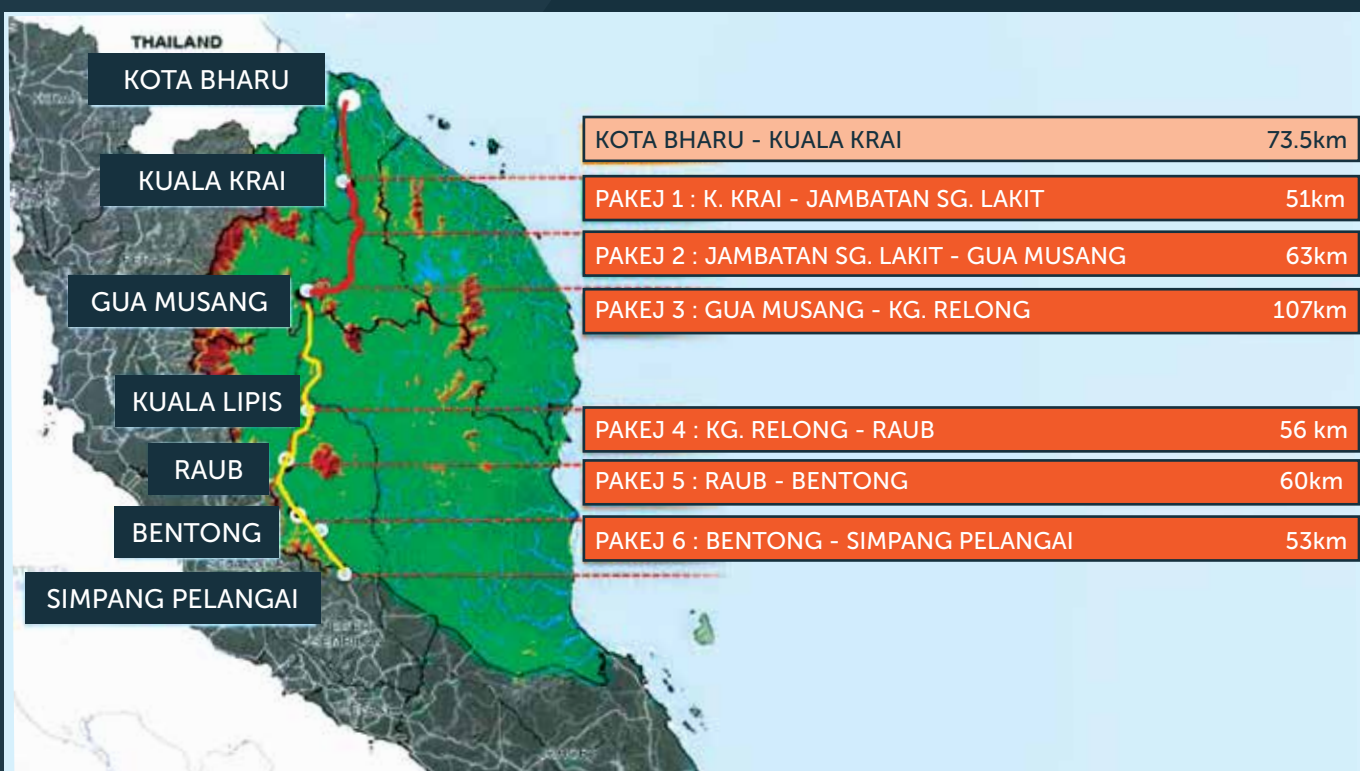 THAILAND
KOTA BHARU
KUALA KRAI
GUA MUSANG
KUALA LIPIS
RAUB
BENTONG
SIMPANG PELANGAI
KOTA BHARU - KUALA KRAI 73.5km
PAKEJ 1 : K. KRAI - JAMBATAN SG. LAKIT 51km
PAKEJ 2 : JAMBATAN SG. LAKIT - GUA MUSANG 63km
PAKEJ 3 : GUA MUSANG - KG. RELONG 107km
PAKEJ 4 : KG. RELONG - RAUB 56 km
PAKEJ 5 : RAUB - BENTONG 60km
PAKEJ 6 : BENTONG - SIMPANG PELANGAI 53km